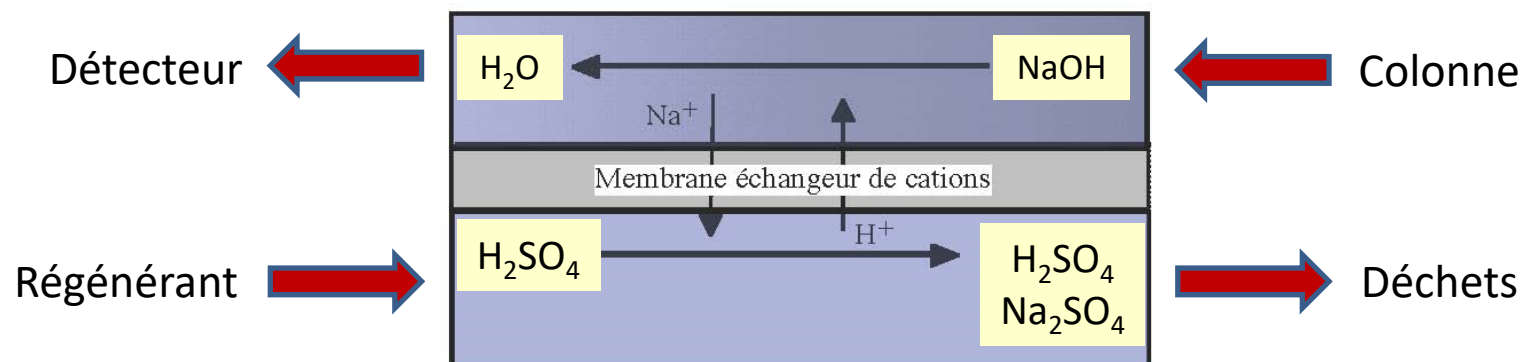 Détecteur
H₂O
NaOH
Colonne
Na⁺
Membrane échangeur de cations
H⁺
Régénérant
H₂SO₄
H₂SO₄
Na₂SO₄
Déchets